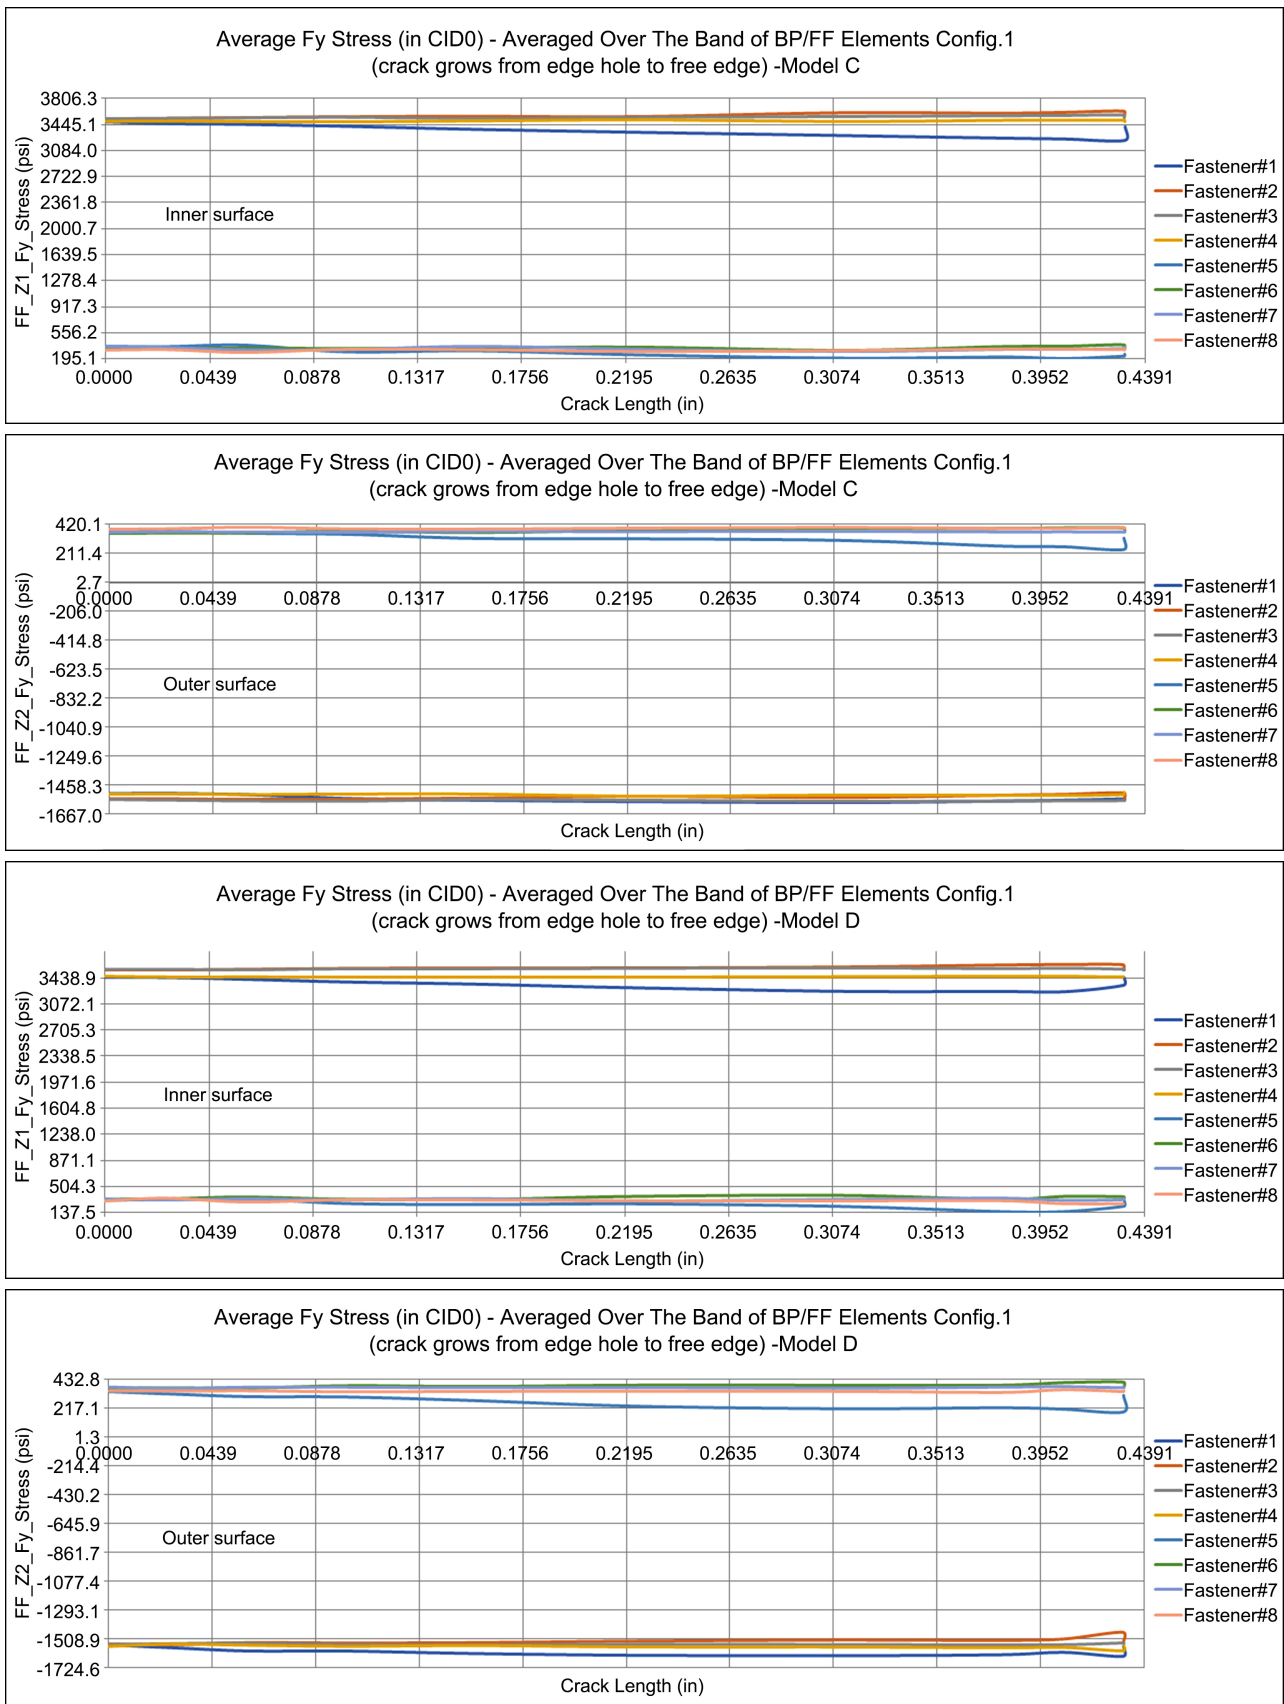 Average Fy Stress (in CID0) - Averaged Over The Band of BP/FF Elements Config.1
(crack grows from edge hole to free edge) -Model C
FF_Z1_Fy_Stress (psi)
3806.3
3445.1
3084.0
2722.9
2361.8
2000.7
1639.5
1278.4
917.3
556.2
195.1
Inner surface
0.0000 0.0439 0.0878 0.1317 0.1756 0.2195 0.2635 0.3074 0.3513 0.3952 0.4391
Crack Length (in)
Fastener#1
Fastener#2
Fastener#3
Fastener#4
Fastener#5
Fastener#6
Fastener#7
Fastener#8
Average Fy Stress (in CID0) - Averaged Over The Band of BP/FF Elements Config.1
(crack grows from edge hole to free edge) -Model C
FF_Z2_Fy_Stress (psi)
420.1
211.4
2.7
0.0000 0.0439 0.0878 0.1317 0.1756 0.2195 0.2635 0.3074 0.3513 0.3952 0.4391
-206.0
-414.8
-623.5
-832.2
-1040.9
-1249.6
-1458.3
-1667.0
Outer surface
Crack Length (in)
Fastener#1
Fastener#2
Fastener#3
Fastener#4
Fastener#5
Fastener#6
Fastener#7
Fastener#8
Average Fy Stress (in CID0) - Averaged Over The Band of BP/FF Elements Config.1
(crack grows from edge hole to free edge) -Model D
FF_Z1_Fy_Stress (psi)
3438.9
3072.1
2705.3
2338.5
1971.6
1604.8
1238.0
871.1
504.3
137.5
Inner surface
0.0000 0.0439 0.0878 0.1317 0.1756 0.2195 0.2635 0.3074 0.3513 0.3952 0.4391
Crack Length (in)
Fastener#1
Fastener#2
Fastener#3
Fastener#4
Fastener#5
Fastener#6
Fastener#7
Fastener#8
Average Fy Stress (in CID0) - Averaged Over The Band of BP/FF Elements Config.1
(crack grows from edge hole to free edge) -Model D
FF_Z2_Fy_Stress (psi)
432.8
217.1
1.3
0.0000 0.0439 0.0878 0.1317 0.1756 0.2195 0.2635 0.3074 0.3513 0.3952 0.4391
-214.4
-430.2
-645.9
-861.7
-1077.4
-1293.1
-1508.9
-1724.6
Outer surface
Crack Length (in)
Fastener#1
Fastener#2
Fastener#3
Fastener#4
Fastener#5
Fastener#6
Fastener#7
Fastener#8